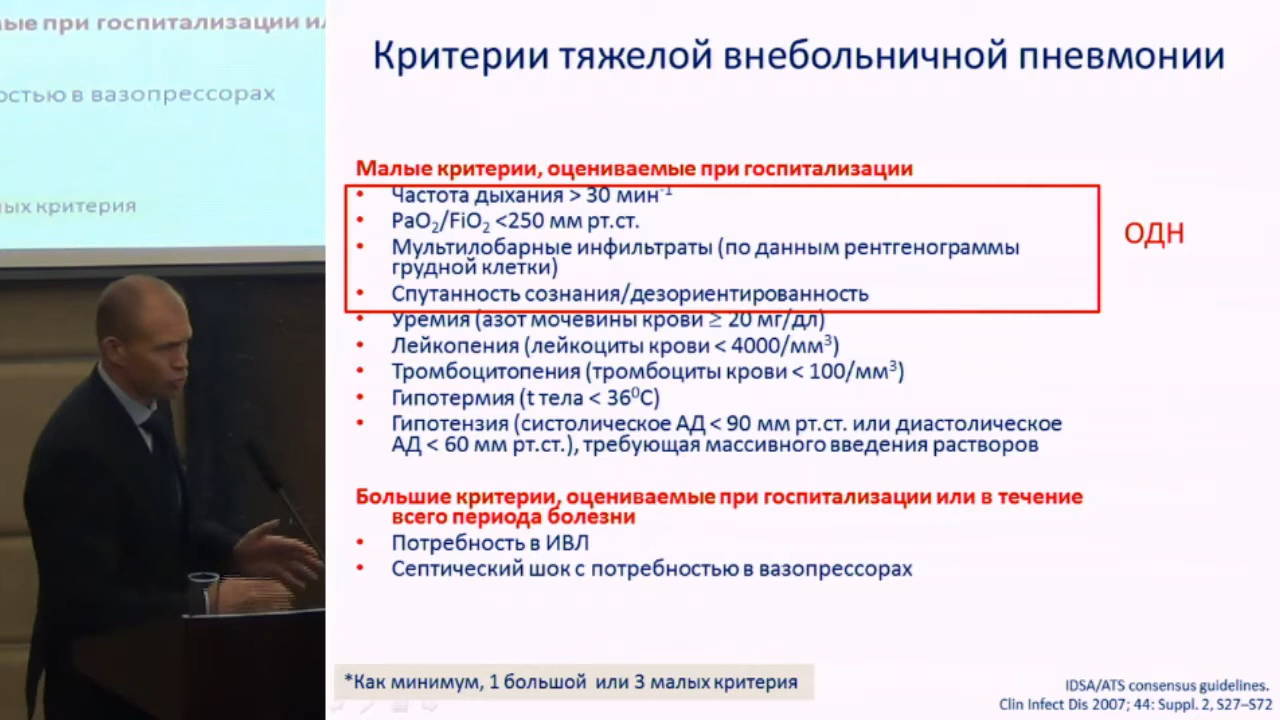 ые при госпитализации ил
остью в вазопрессорах
ых критерия
Критерии тяжелой внебольничной пневмонии
Малые критерии, оцениваемые при госпитализации
• Частота дыхания > 30 мин⁻¹
• PaO₂/FiO₂ <250 мм рт.ст.
• Мультилобарные инфильтраты (по данным рентгенограммы
грудной клетки)
• Спутанность сознания/дезориентированность
• Уремия (азот мочевины крови ≥ 20 мг/дл)
• Лейкопения (лейкоциты крови < 4000/мм³)
• Тромбоцитопения (тромбоциты крови < 100/мм³)
• Гипотермия (t тела < 36⁰С)
• Гипотензия (систолическое АД < 90 мм рт.ст. или диастолическое
АД < 60 мм рт.ст.), требующая массивного введения растворов
ОДН
Большие критерии, оцениваемые при госпитализации или в течение
всего периода болезни
• Потребность в ИВЛ
• Септический шок с потребностью в вазопрессорах
*Как минимум, 1 большой или 3 малых критерия
IDSA/ATS consensus guidelines.
Clin Infect Dis 2007; 44: Suppl. 2, S27–S72